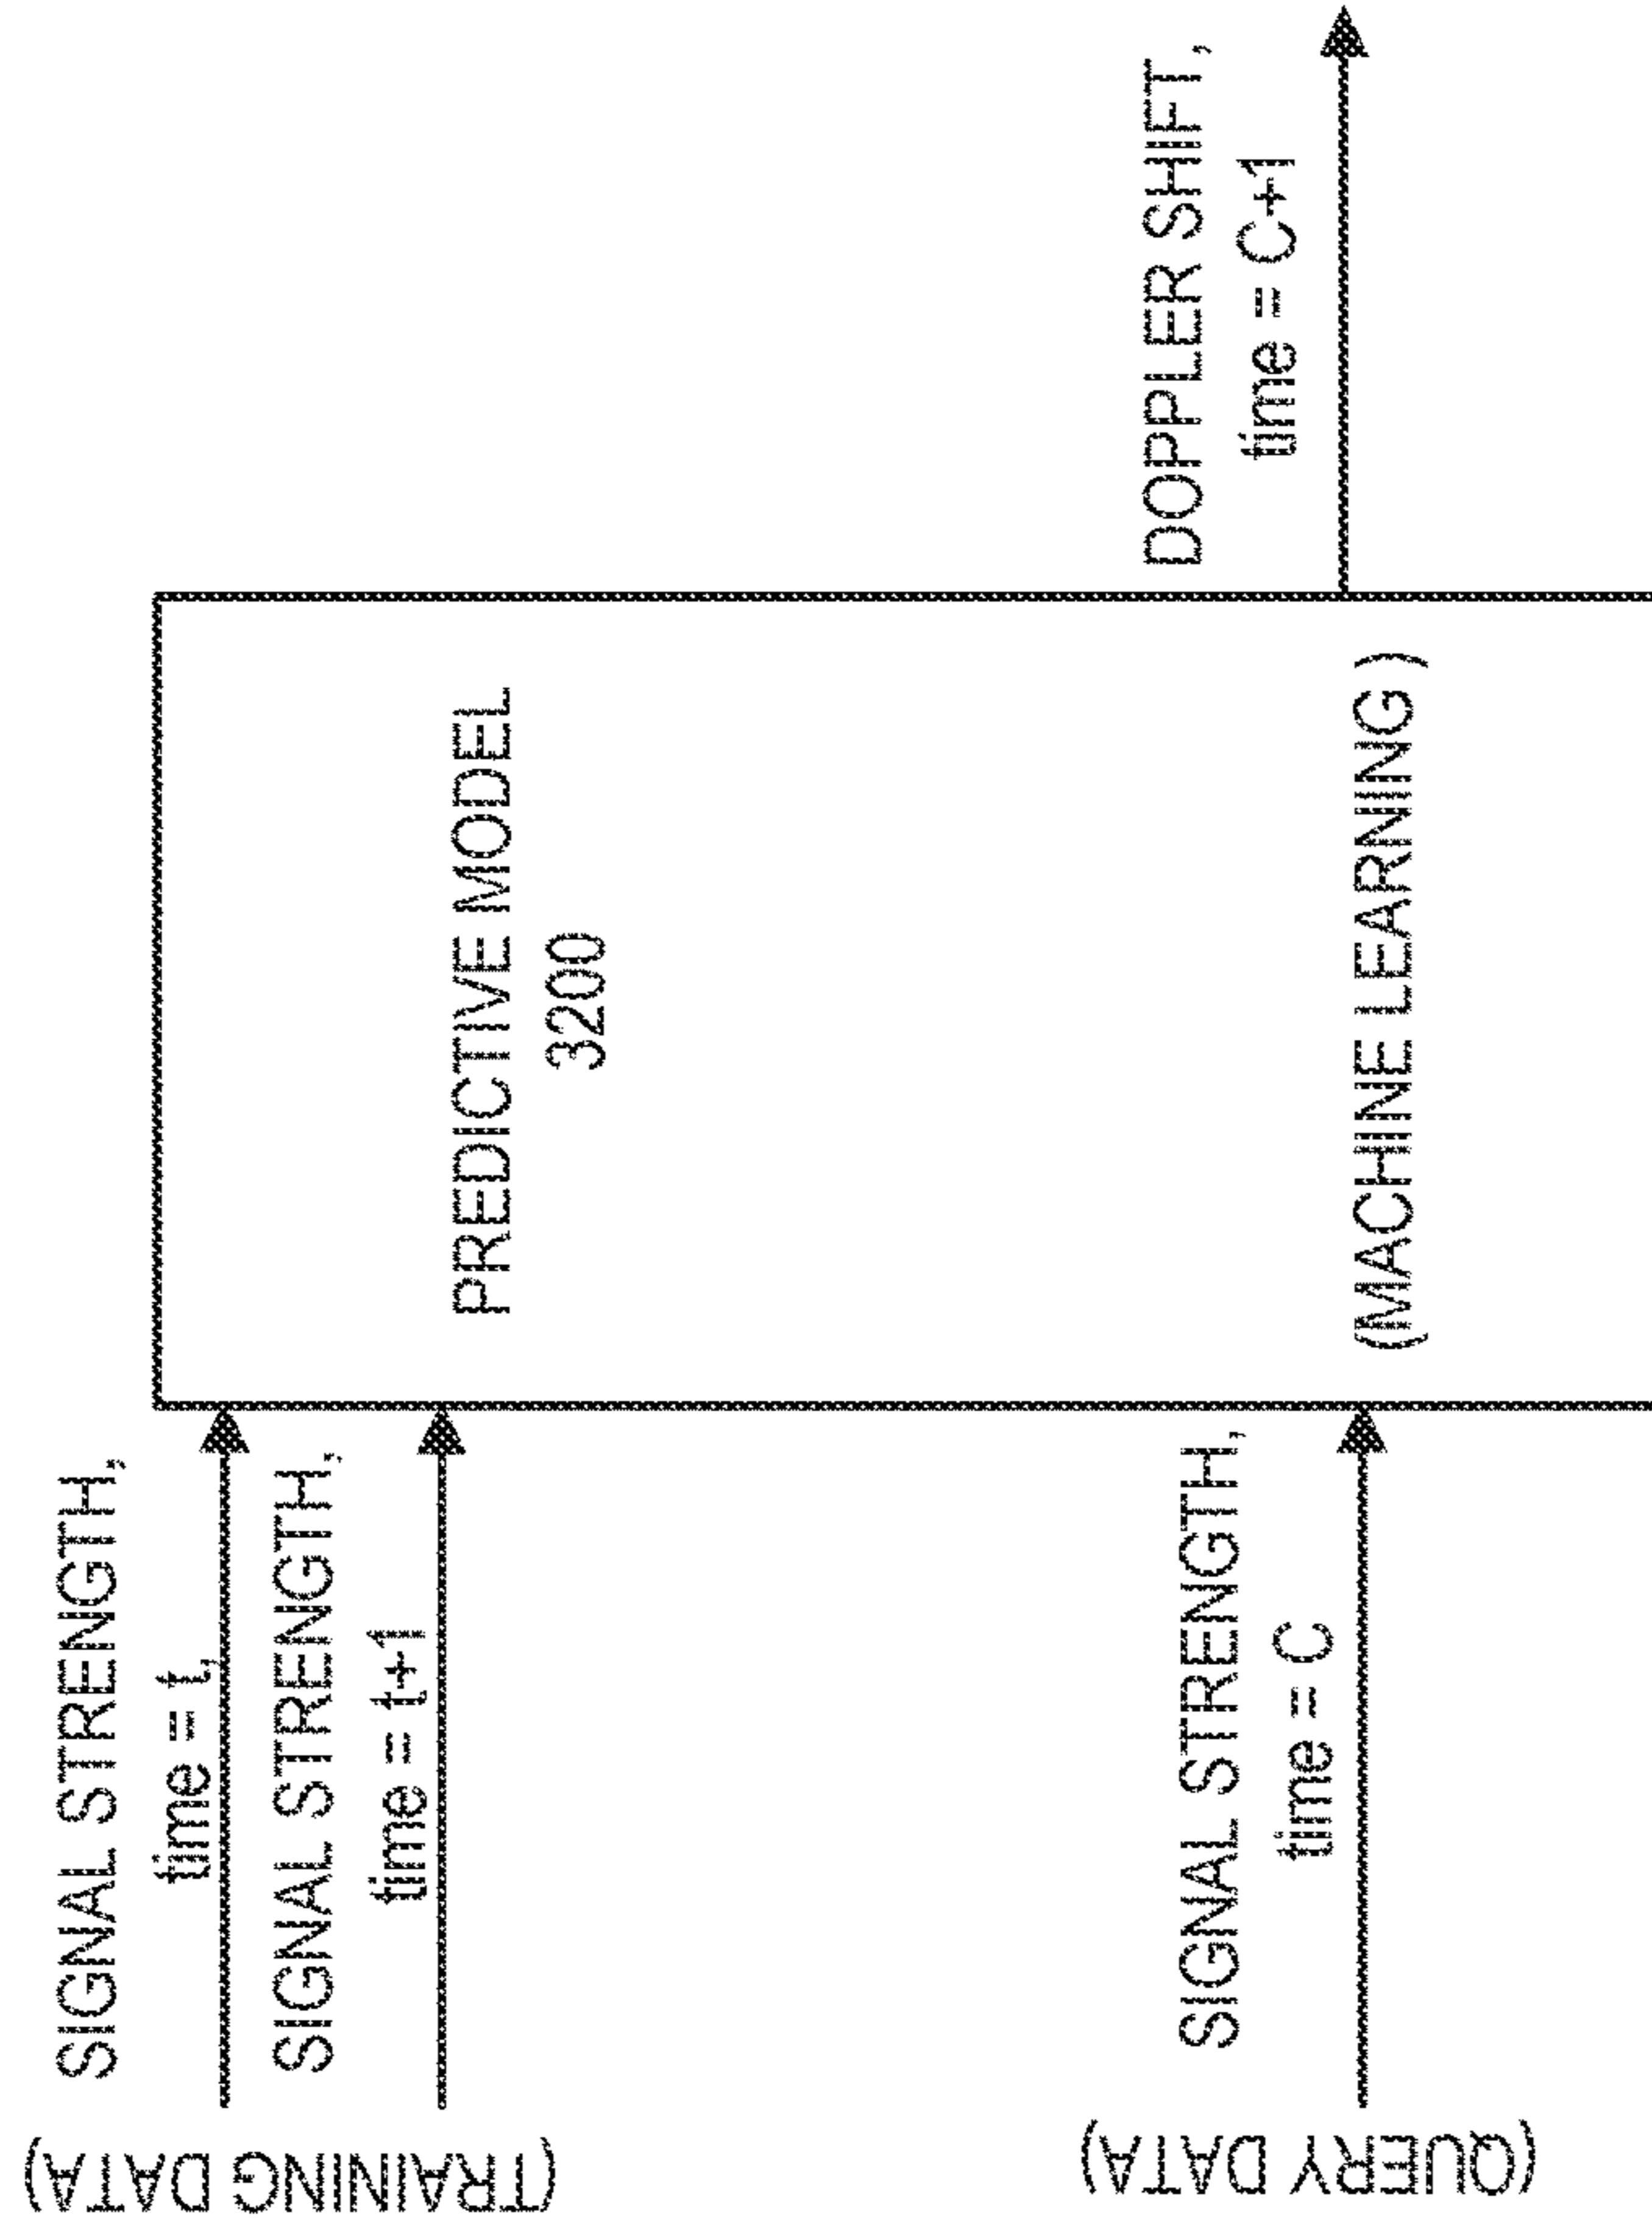 (TRAINING DATA)
SIGNAL STRENGTH,
time = t,
SIGNAL STRENGTH,
time = t+1
PREDICTIVE MODEL
3200
(QUERY DATA)
SIGNAL STRENGTH,
time = C
(MACHINE LEARNING )
DOPPLER SHIFT,
time = C+1